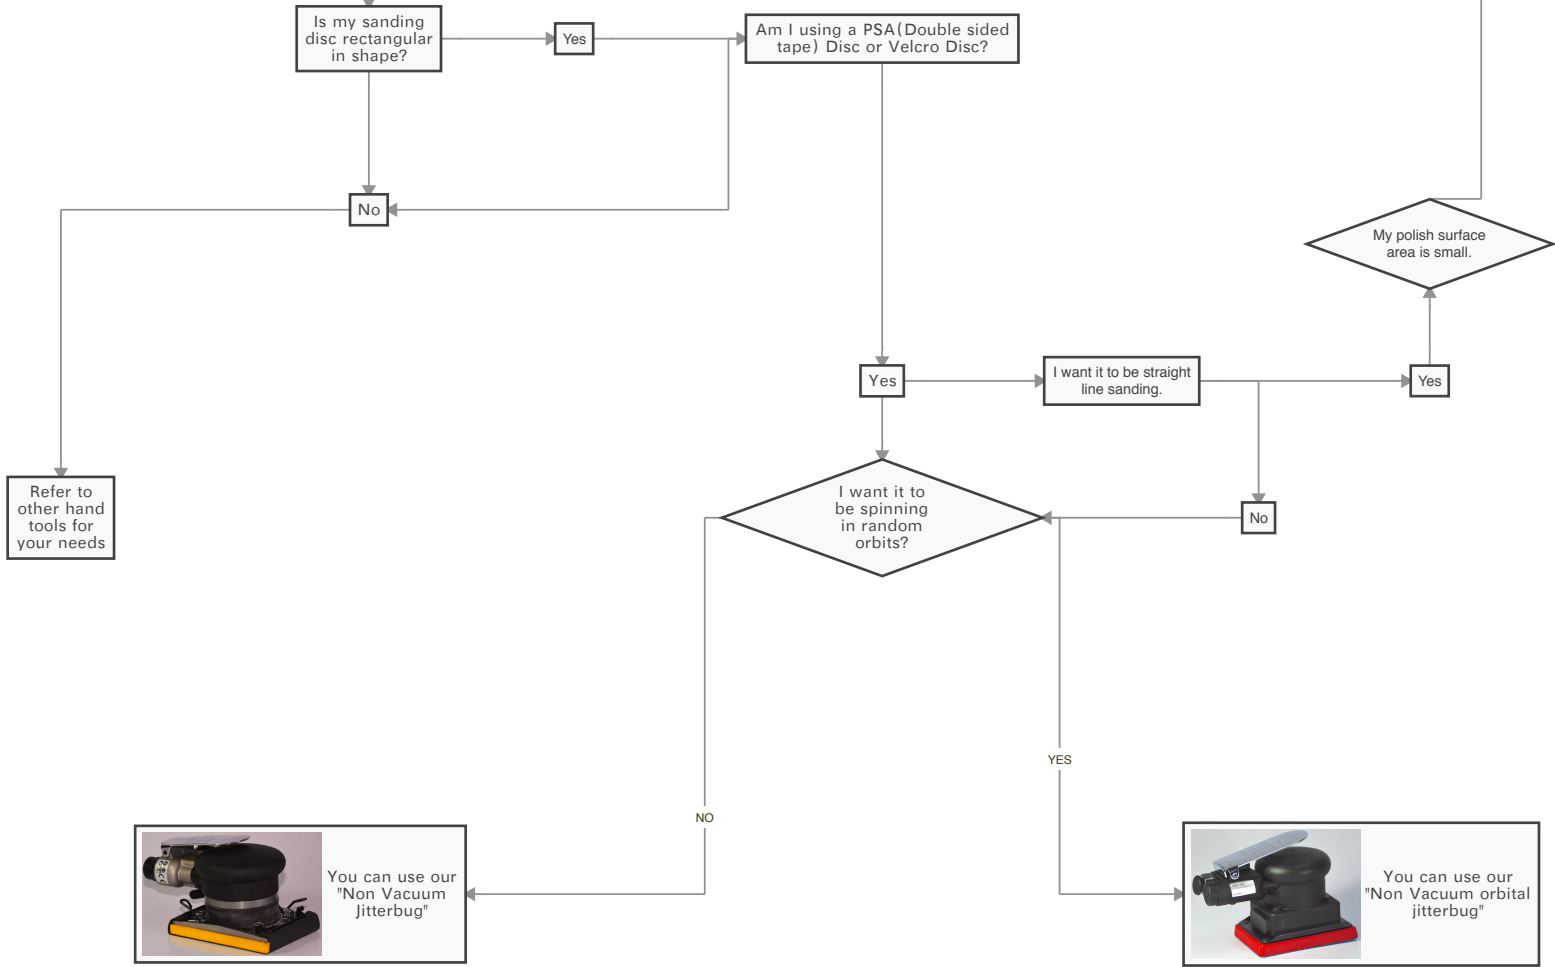 Is my sanding
disc rectangular
in shape?
Yes
Am I using a PSA(Double sided
tape) Disc or Velcro Disc?
No
My polish surface
area is small.
Yes
I want it to be straight
line sanding.
Yes
Refer to
other hand
tools for
your needs
I want it to
be spinning
in random
orbits?
No
YES
NO
You can use our
"Non Vacuum
Jitterbug"
You can use our
"Non Vacuum orbital
jitterbug"